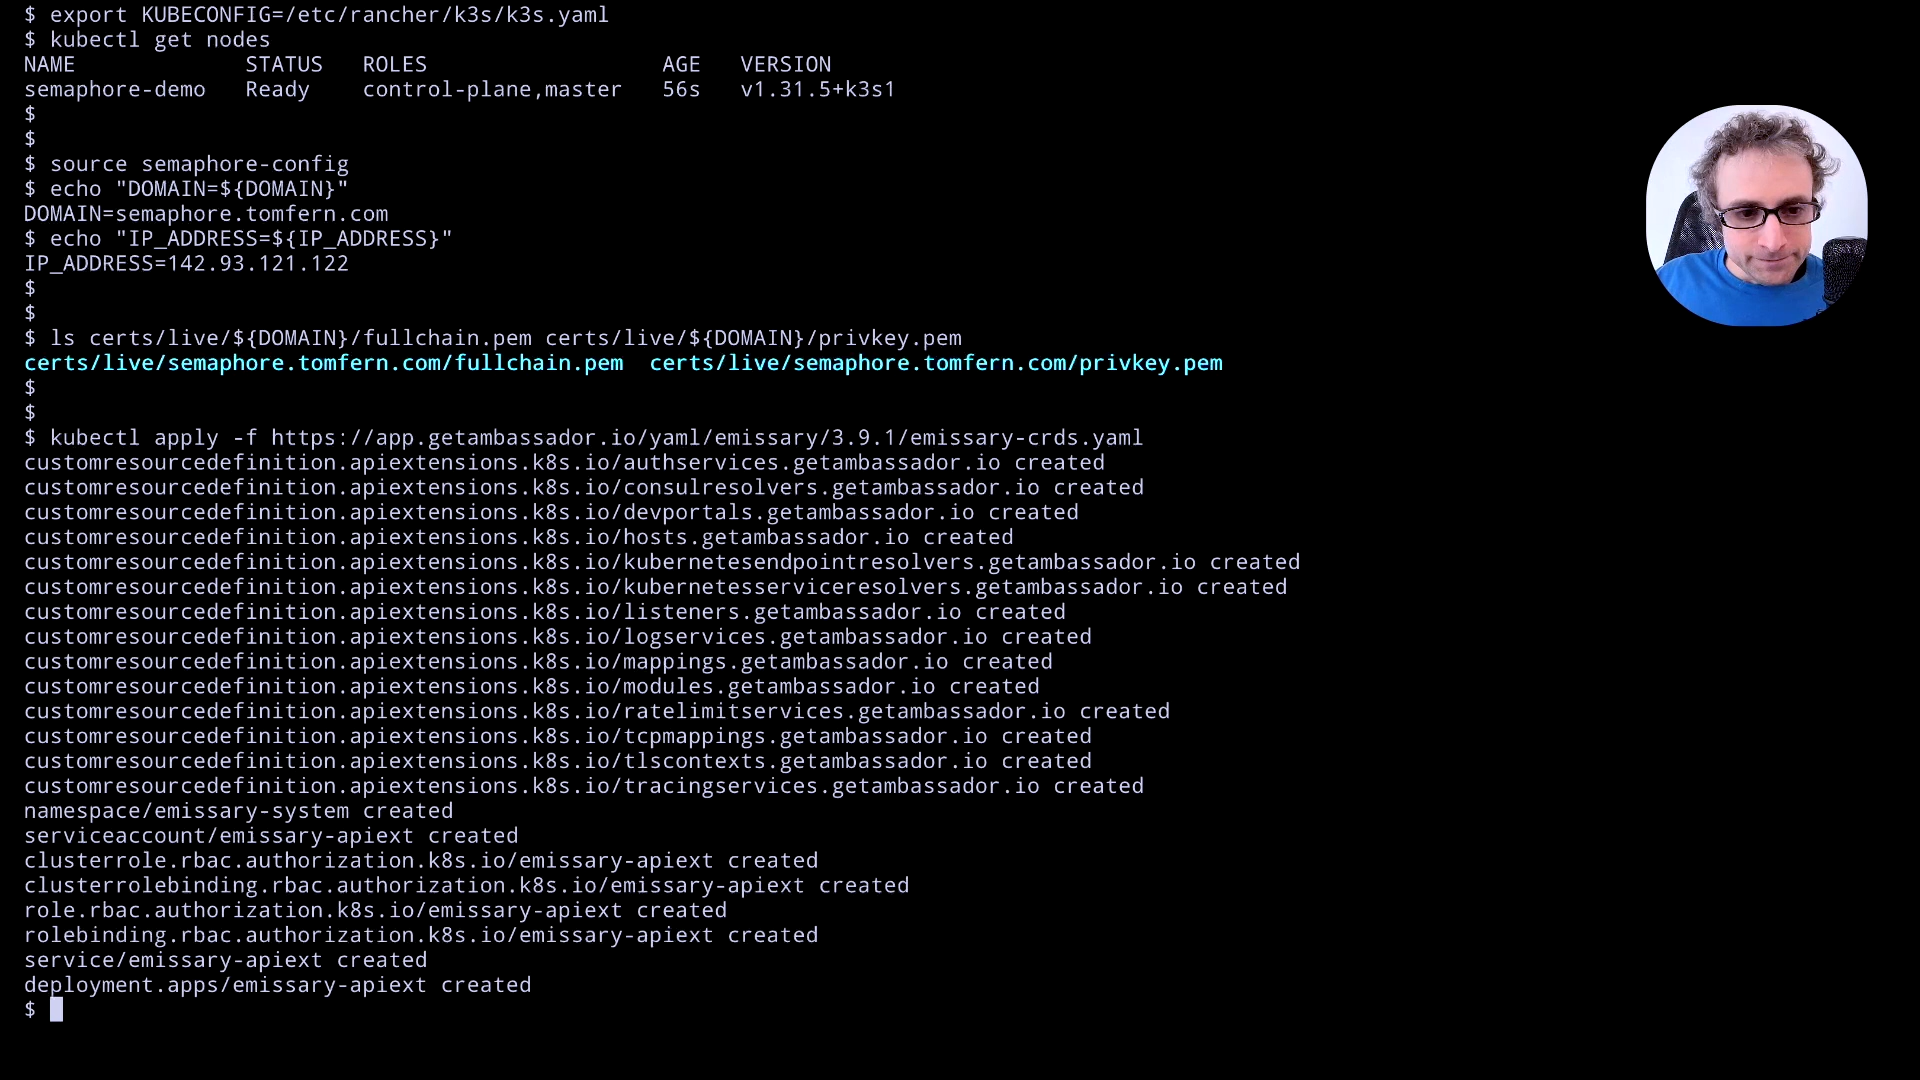 $ export KUBECONFIG=/etc/rancher/k3s/k3s.yaml
$ kubectl get nodes
NAME             STATUS   ROLES                  AGE   VERSION
semaphore-demo   Ready    control-plane,master   56s   v1.31.5+k3s1
$
$
$ source semaphore-config
$ echo "DOMAIN=${DOMAIN}"
DOMAIN=semaphore.tomfern.com
$ echo "IP_ADDRESS=${IP_ADDRESS}"
IP_ADDRESS=142.93.121.122
$
$
$ ls certs/live/${DOMAIN}/fullchain.pem certs/live/${DOMAIN}/privkey.pem
certs/live/semaphore.tomfern.com/fullchain.pem  certs/live/semaphore.tomfern.com/privkey.pem
$
$
$ kubectl apply -f https://app.getambassador.io/yaml/emissary/3.9.1/emissary-crds.yaml
customresourcedefinition.apiextensions.k8s.io/authservices.getambassador.io created
customresourcedefinition.apiextensions.k8s.io/consulresolvers.getambassador.io created
customresourcedefinition.apiextensions.k8s.io/devportals.getambassador.io created
customresourcedefinition.apiextensions.k8s.io/hosts.getambassador.io created
customresourcedefinition.apiextensions.k8s.io/kubernetesendpointresolvers.getambassador.io created
customresourcedefinition.apiextensions.k8s.io/kubernetesserviceresolvers.getambassador.io created
customresourcedefinition.apiextensions.k8s.io/listeners.getambassador.io created
customresourcedefinition.apiextensions.k8s.io/logservices.getambassador.io created
customresourcedefinition.apiextensions.k8s.io/mappings.getambassador.io created
customresourcedefinition.apiextensions.k8s.io/modules.getambassador.io created
customresourcedefinition.apiextensions.k8s.io/ratelimitservices.getambassador.io created
customresourcedefinition.apiextensions.k8s.io/tcpmappings.getambassador.io created
customresourcedefinition.apiextensions.k8s.io/tlscontexts.getambassador.io created
customresourcedefinition.apiextensions.k8s.io/tracingservices.getambassador.io created
namespace/emissary-system created
serviceaccount/emissary-apiext created
clusterrole.rbac.authorization.k8s.io/emissary-apiext created
clusterrolebinding.rbac.authorization.k8s.io/emissary-apiext created
role.rbac.authorization.k8s.io/emissary-apiext created
rolebinding.rbac.authorization.k8s.io/emissary-apiext created
service/emissary-apiext created
deployment.apps/emissary-apiext created
$